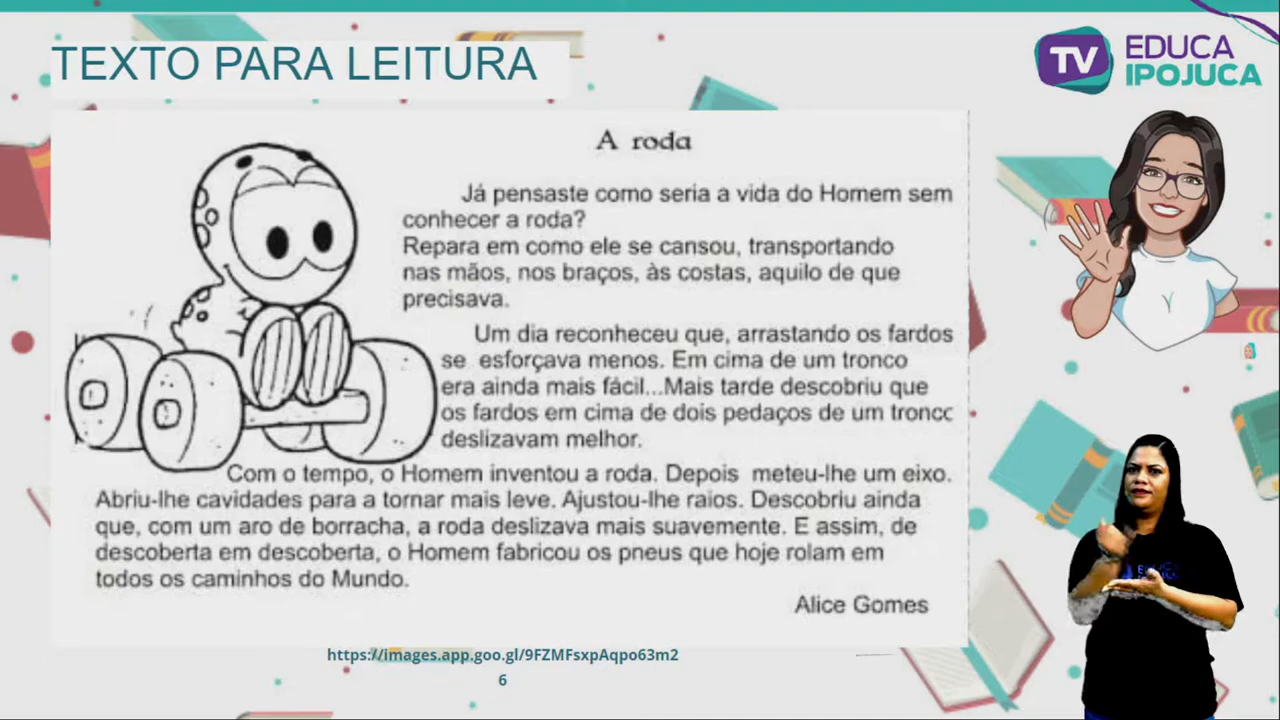 TEXTO PARA LEITURA
TV EDUCA
IPOJUCA
A roda
Já pensaste como seria a vida do Homem sem
conhecer a roda?
Repara em como ele se cansou, transportando
nas mãos, nos braços, às costas, aquilo de que
precisava.
Um dia reconheceu que, arrastando os fardos
se esforçava menos. Em cima de um tronco
era ainda mais fácil...Mais tarde descobriu que
os fardos em cima de dois pedaços de um tronco
deslizavam melhor.
Com o tempo, o Homem inventou a roda. Depois meteu-lhe um eixo.
Abriu-lhe cavidades para a tornar mais leve. Ajustou-lhe raios. Descobriu ainda
que, com um aro de borracha, a roda deslizava mais suavemente. E assim, de
descoberta em descoberta, o Homem fabricou os pneus que hoje rolam em
todos os caminhos do Mundo.
Alice Gomes
https://images.app.goo.gl/9FZMFsxpAqpo63m2
6